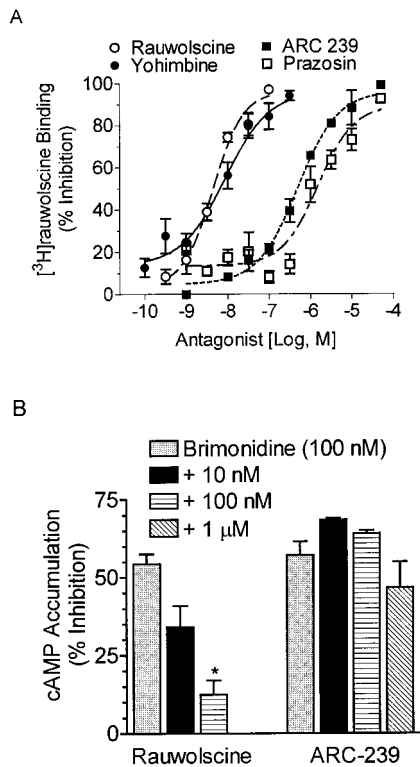 A
Rauwolscine
ARC 239
Yohimbine
Prazosin
[³H]rauwolscine Binding
(% Inhibition)
100
80
60
40
20
0
-10 -9 -8 -7 -6 -5 -4
Antagonist [Log, M]
B
Brimonidine (100 nM)
+ 10 nM
+ 100 nM
+ 1 μM
cAMP Accumulation
(% Inhibition)
75
50
25
0
*
Rauwolscine ARC-239